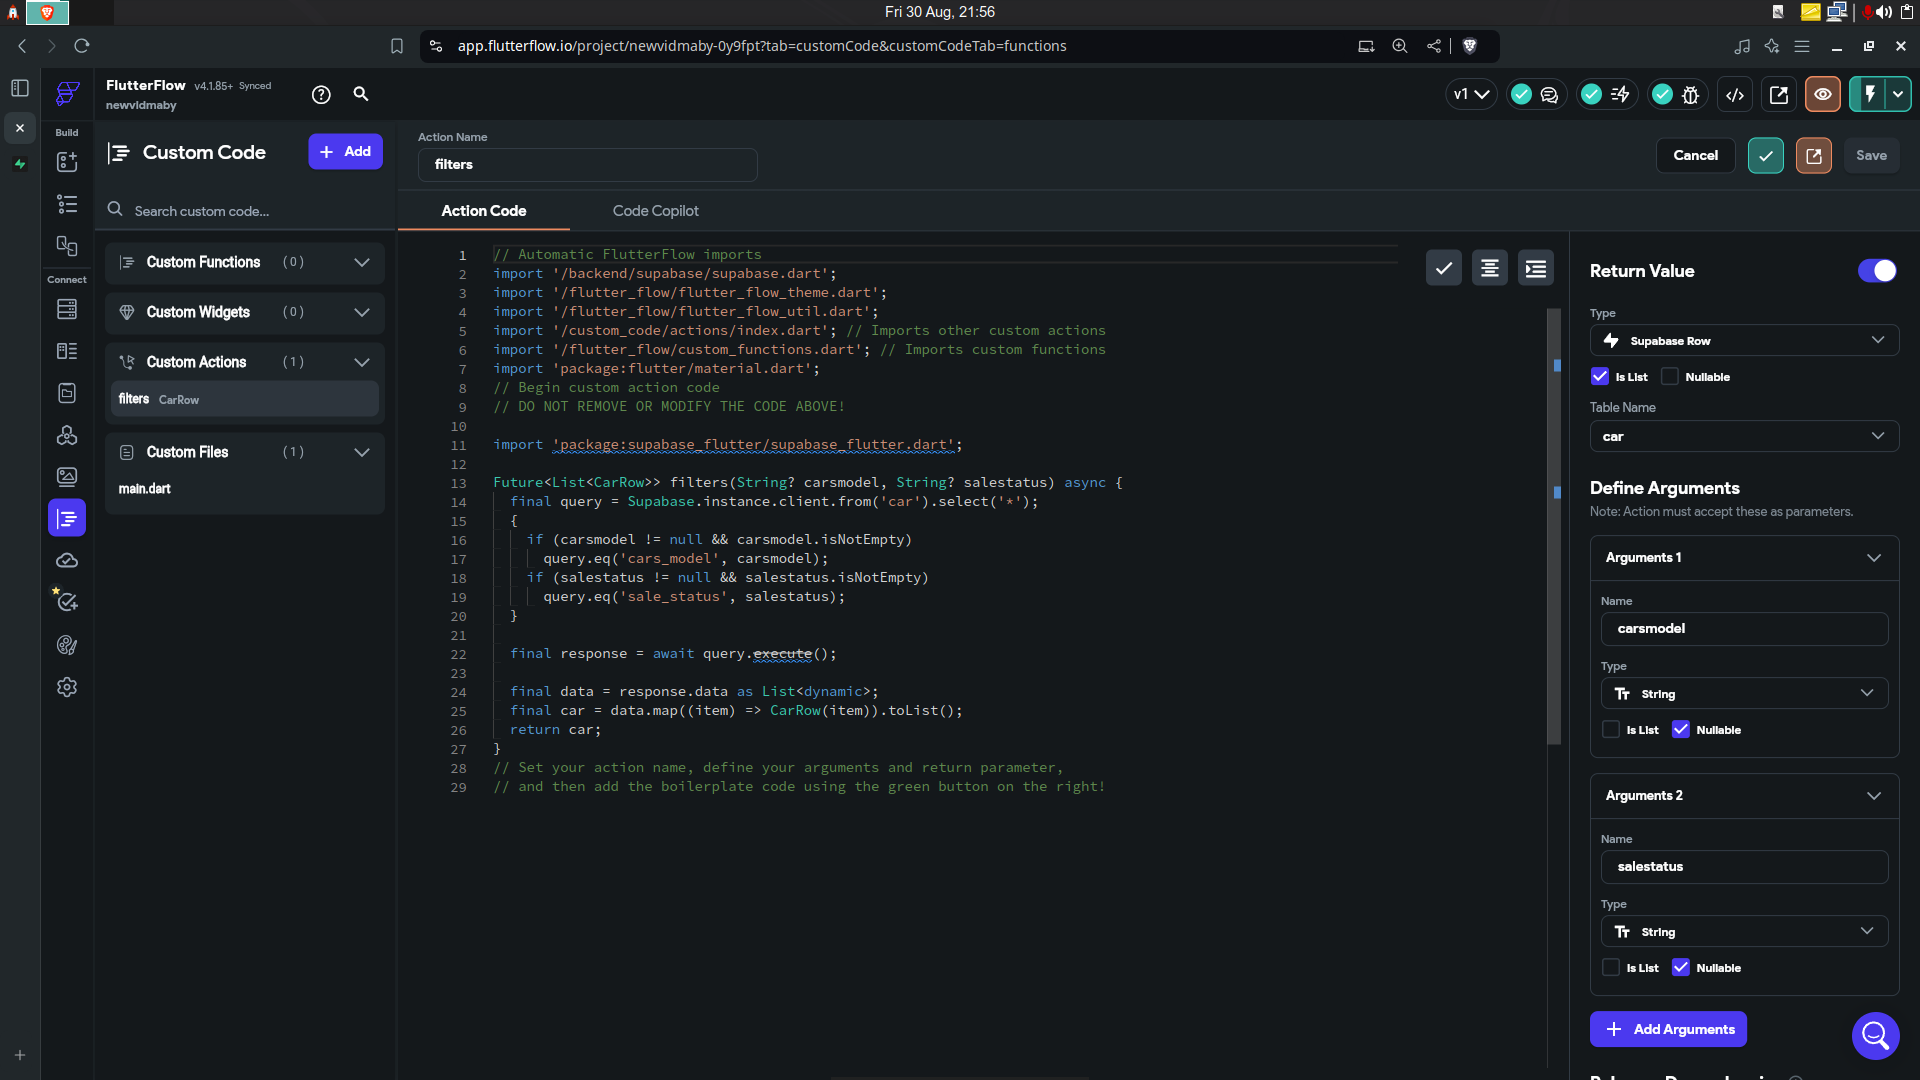 Fri 30 Aug, 21:56
app.flutterflow.io/project/newvidmaby-0y9fpt?tab=customCode&customCodeTab=functions
FlutterFlow v4.1.85+ Synced
newvidmaby
v1
Build
Connect
Custom Code
+ Add
Search custom code...
Custom Functions (0)
Custom Widgets (0)
Custom Actions (1)
filters CarRow
Custom Files (1)
main.dart
Action Name
filters
Cancel
Save
Action Code
Code Copilot
1 // Automatic FlutterFlow imports
2 import '/backend/supabase/supabase.dart';
3 import '/flutter_flow/flutter_flow_theme.dart';
4 import '/flutter_flow/flutter_flow_util.dart';
5 import '/custom_code/actions/index.dart'; // Imports other custom actions
6 import '/flutter_flow/custom_functions.dart'; // Imports custom functions
7 import 'package:flutter/material.dart';
8 // Begin custom action code
9 // DO NOT REMOVE OR MODIFY THE CODE ABOVE!
10
11 import 'package:supabase_flutter/supabase_flutter.dart';
12
13 Future<List<CarRow>> filters(String? carsmodel, String? salestatus) async {
14 final query = Supabase.instance.client.from('car').select('*');
15 {
16 if (carsmodel != null && carsmodel.isNotEmpty)
17 query.eq('cars_model', carsmodel);
18 if (salestatus != null && salestatus.isNotEmpty)
19 query.eq('sale_status', salestatus);
20 }
21
22 final response = await query.execute();
23
24 final data = response.data as List<dynamic>;
25 final car = data.map((item) => CarRow(item)).toList();
26 return car;
27 }
28 // Set your action name, define your arguments and return parameter,
29 // and then add the boilerplate code using the green button on the right!
Return Value
Type
Supabase Row
Is List Nullable
Table Name
car
Define Arguments
Note: Action must accept these as parameters.
Arguments 1
Name
carsmodel
Type
String
Is List Nullable
Arguments 2
Name
salestatus
Type
String
Is List Nullable
+ Add Arguments